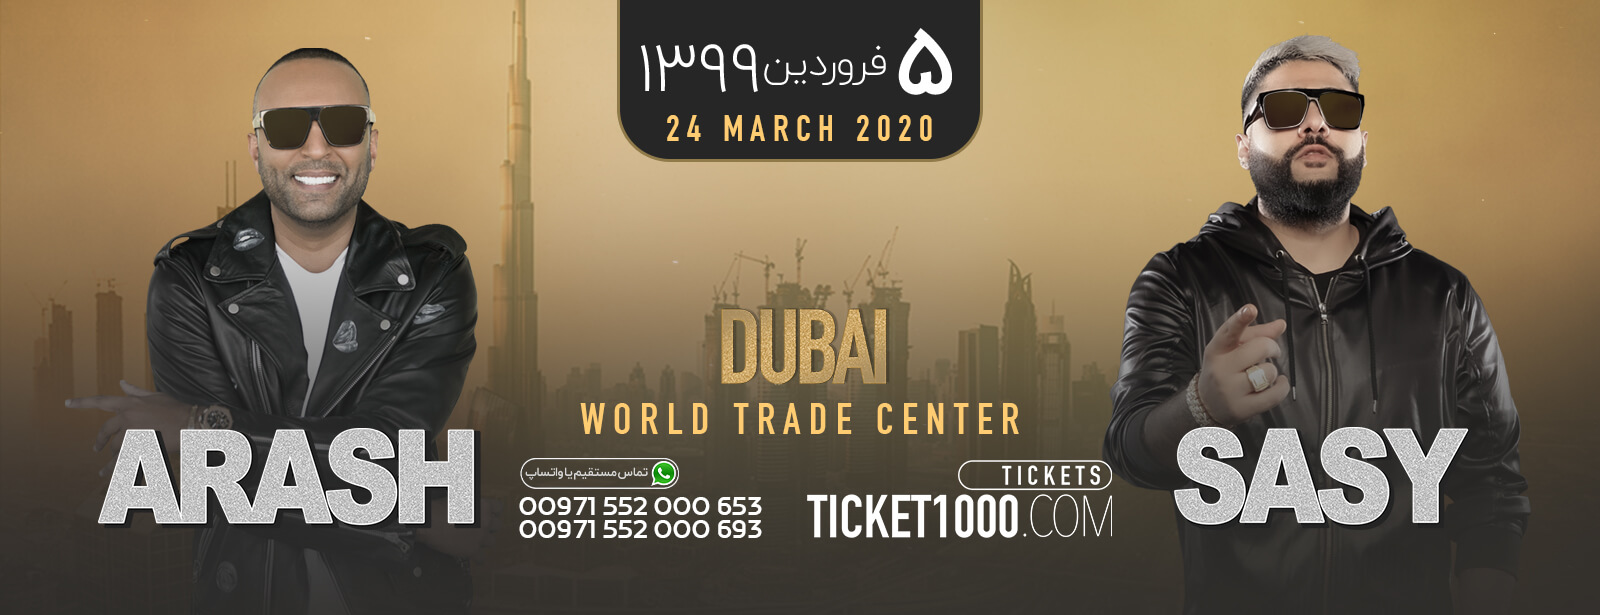 ۵ فروردین ۱۳۹۹
24 MARCH 2020
DUBAI
WORLD TRADE CENTER
ARASH
SASY
تماس مستقیم یا واتساپ
00971 552 000 653
00971 552 000 693
TICKETS
TICKET1000.COM